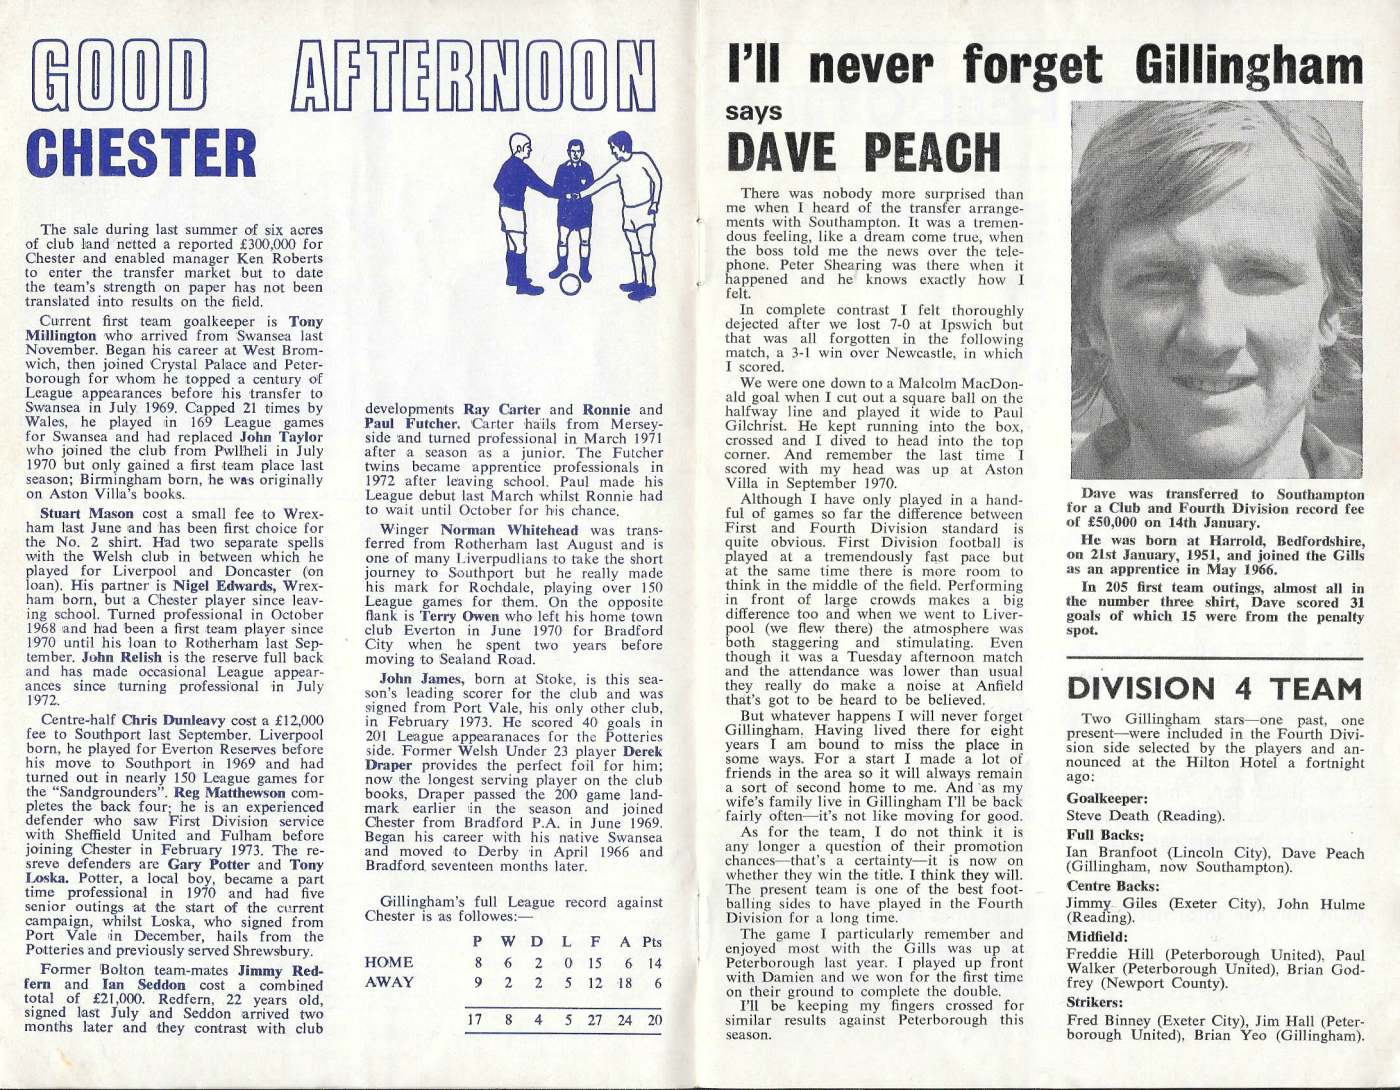 GOOD AFTERNOON
CHESTER
The sale during last summer of six acres
of club land netted a reported £300,000 for
Chester and enabled manager Ken Roberts
to enter the transfer market but to date
the team's strength on paper has not been
translated into results on the field.
Current first team goalkeeper is Tony
Millington who arrived from Swansea last
November. Began his career at West Brom-
wich, then joined Crystal Palace and Peter-
borough for whom he topped a century of
League appearances before his transfer to
Swansea in July 1969. Capped 21 times by
Wales, he played in 169 League games
for Swansea and had replaced John Taylor
who joined the club from Pwllheli in July
1970 but only gained a first team place last
season; Birmingham born, he was originally
on Aston Villa's books.
Stuart Mason cost a small fee to Wrex-
ham last June and has been first choice for
the No. 2 shirt. Had two separate spells
with the Welsh club in between which he
played for Liverpool and Doncaster (on
loan). His partner is Nigel Edwards, Wrex-
ham born, but a Chester player since leav-
ing school. Turned professional in October
1968 and had been a first team player since
1970 until his loan to Rotherham last Sep-
tember. John Relish is the reserve full back
and has made occasional League appear-
ances since turning professional in July
1972.
Centre-half Chris Dunleavy cost a £12,000
fee to Southport last September. Liverpool
born, he played for Everton Reserves before
his move to Southport in 1969 and had
turned out in nearly 150 League games for
the "Sandgrounders". Reg Matthewson com-
pletes the back four; he is an experienced
defender who saw First Division service
with Sheffield United and Fulham before
joining Chester in February 1973. The re-
sreve defenders are Gary Potter and Tony
Loska. Potter, a local boy, became a part
time professional in 1970 and had five
senior outings at the start of the current
campaign, whilst Loska, who signed from
Port Vale in December, hails from the
Potteries and previously served Shrewsbury.
Former Bolton team-mates Jimmy Red-
fern and Ian Seddon cost a combined
total of £21,000. Redfern, 22 years old,
signed last July and Seddon arrived two
months later and they contrast with club
developments Ray Carter and Ronnie and
Paul Futcher. Carter hails from Mersey-
side and turned professional in March 1971
after a season as a junior. The Futcher
twins became apprentice professionals in
1972 after leaving school. Paul made his
League debut last March whilst Ronnie had
to wait until October for his chance.
Winger Norman Whitehead was trans-
ferred from Rotherham last August and is
one of many Liverpudlians to take the short
journey to Southport but he really made
his mark for Rochdale, playing over 150
League games for them. On the opposite
flank is Terry Owen who left his home town
club Everton in June 1970 for Bradford
City when he spent two years before
moving to Sealand Road.
John James, born at Stoke, is this sea-
son's leading scorer for the club and was
signed from Port Vale, his only other club,
in February 1973. He scored 40 goals in
201 League appearanaces for the Potteries
side. Former Welsh Under 23 player Derek
Draper provides the perfect foil for him;
now the longest serving player on the club
books, Draper passed the 200 game land-
mark earlier in the season and joined
Chester from Bradford P.A. in June 1969.
Began his career with his native Swansea
and moved to Derby in April 1966 and
Bradford seventeen months later.
Gillingham's full League record against
Chester is as followes:—
P W D L F A Pts
HOME 8 6 2 0 15 6 14
AWAY 9 2 2 5 12 18 6
17 8 4 5 27 24 20
I'll never forget Gillingham
says
DAVE PEACH
There was nobody more surprised than
me when I heard of the transfer arrange-
ments with Southampton. It was a tremen-
dous feeling, like a dream come true, when
the boss told me the news over the tele-
phone. Peter Shearing was there when it
happened and he knows exactly how I
felt.
In complete contrast I felt thoroughly
dejected after we lost 7-0 at Ipswich but
that was all forgotten in the following
match, a 3-1 win over Newcastle, in which
I scored.
We were one down to a Malcolm MacDon-
ald goal when I cut out a square ball on the
halfway line and played it wide to Paul
Gilchrist. He kept running into the box,
crossed and I dived to head into the top
corner. And remember the last time I
scored with my head was up at Aston
Villa in September 1970.
Although I have only played in a hand-
ful of games so far the difference between
First and Fourth Division standard is
quite obvious. First Division football is
played at a tremendously fast pace but
at the same time there is more room to
think in the middle of the field. Performing
in front of large crowds makes a big
difference too and when we went to Liver-
pool (we flew there) the atmosphere was
both staggering and stimulating. Even
though it was a Tuesday afternoon match
and the attendance was lower than usual
they really do make a noise at Anfield
that's got to be heard to be believed.
But whatever happens I will never forget
Gillingham. Having lived there for eight
years I am bound to miss the place in
some ways. For a start I made a lot of
friends in the area so it will always remain
a sort of second home to me. And as my
wife's family live in Gillingham I'll be back
fairly often—it's not like moving for good.
As for the team, I do not think it is
any longer a question of their promotion
chances—that's a certainty—it is now on
whether they win the title. I think they will.
The present team is one of the best foot-
balling sides to have played in the Fourth
Division for a long time.
The game I particularly remember and
enjoyed most with the Gills was up at
Peterborough last year. I played up front
with Damien and we won for the first time
on their ground to complete the double.
I'll be keeping my fingers crossed for
similar results against Peterborough this
season.
Dave was transferred to Southampton
for a Club and Fourth Division record fee
of £50,000 on 14th January.
He was born at Harrold, Bedfordshire,
on 21st January, 1951, and joined the Gills
as an apprentice in May 1966.
In 205 first team outings, almost all in
the number three shirt, Dave scored 31
goals of which 15 were from the penalty
spot.
DIVISION 4 TEAM
Two Gillingham stars—one past, one
present—were included in the Fourth Divi-
sion side selected by the players and an-
nounced at the Hilton Hotel a fortnight
ago:
Goalkeeper:
Steve Death (Reading).
Full Backs:
Ian Branfoot (Lincoln City), Dave Peach
(Gillingham, now Southampton).
Centre Backs:
Jimmy Giles (Exeter City), John Hulme
(Reading).
Midfield:
Freddie Hill (Peterborough United), Paul
Walker (Peterborough United), Brian God-
frey (Newport County).
Strikers:
Fred Binney (Exeter City), Jim Hall (Peter-
borough United), Brian Yeo (Gillingham).